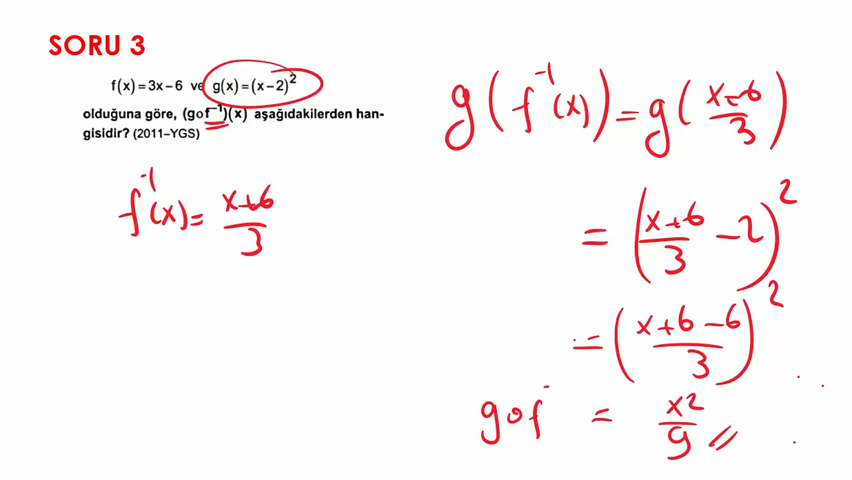 SORU 3
f(x) = 3x – 6 ve g(x) = (x – 2)²
olduğuna göre, (gof⁻¹)(x) aşağıdakilerden han-
gisidir? (2011–YGS)
f⁻¹(x) = (x+6)/3
g(f⁻¹(x)) = g((x+6)/3)
= ((x+6)/3 – 2)²
= ((x+6–6)/3)²
gof⁻ = x²/9